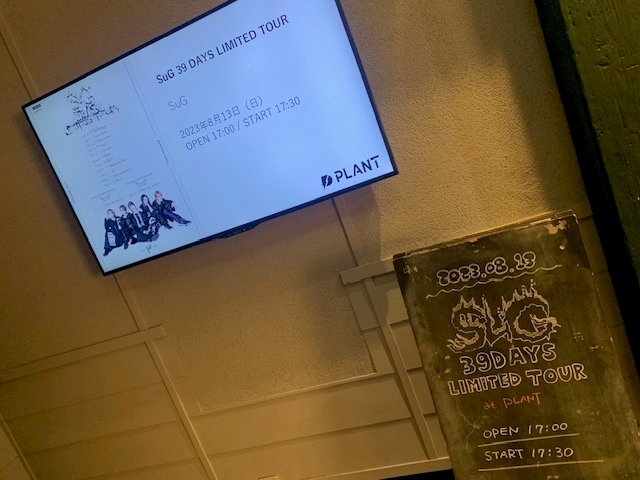 SuG 39 DAYS LIMITED TOUR
SuG
2023年8月13日（日）
OPEN 17:00 / START 17:30
PLANT
2023.08.13
SUG
39DAYS
LIMITED TOUR
at PLANT
OPEN 17:00
START 17:30